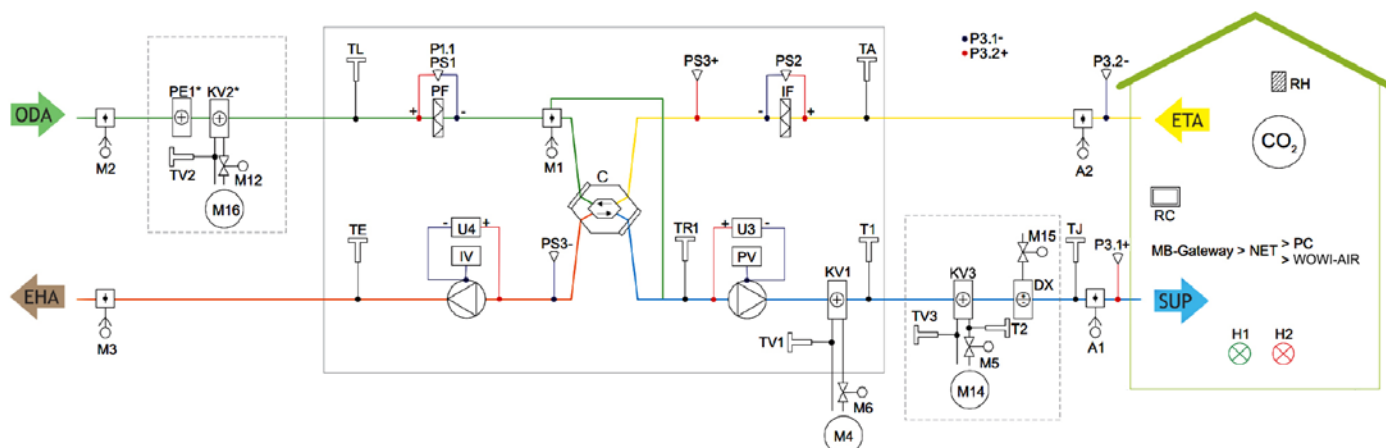 TL
P1.1
PS1
PS3+
PS2
TA
P3.1-
P3.2+
P3.2-
PE1*
KV2*
PF
IF
RH
ODA
+
-
-
+
ETA
CO2
M2
TV2
M12
M1
A2
M16
C
RC
TE
-
U4
+
PS3-
TR1
+
U3
-
T1
M15
TJ
P3.1+
MB-Gateway > NET > PC
> WOWI-AIR
IV
PV
KV1
KV3
DX
EHA
SUP
M3
TV1
TV3
T2
A1
H1
H2
M5
M6
M14
M4